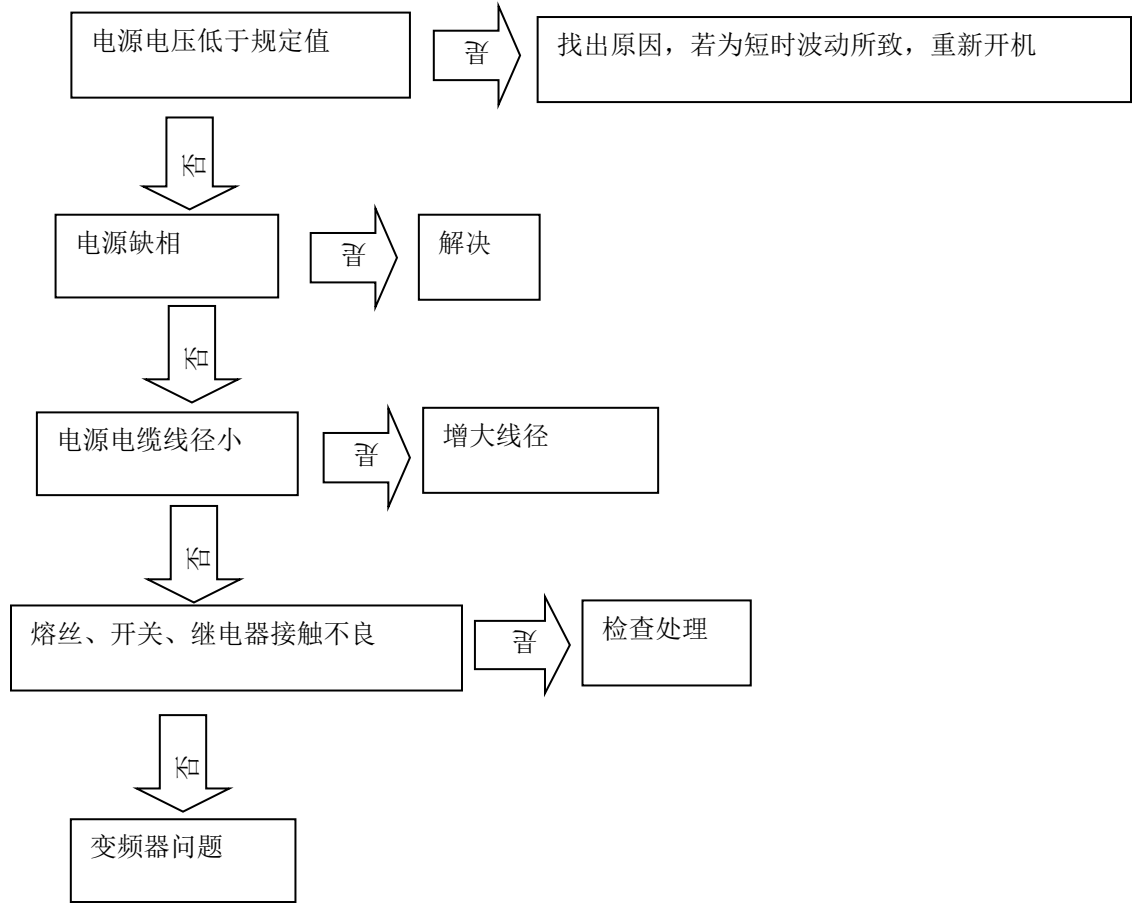 电源电压低于规定值
是
找出原因，若为短时波动所致，重新开机
否
电源缺相
是
解决
否
电源电缆线径小
是
增大线径
否
熔丝、开关、继电器接触不良
是
检查处理
否
变频器问题